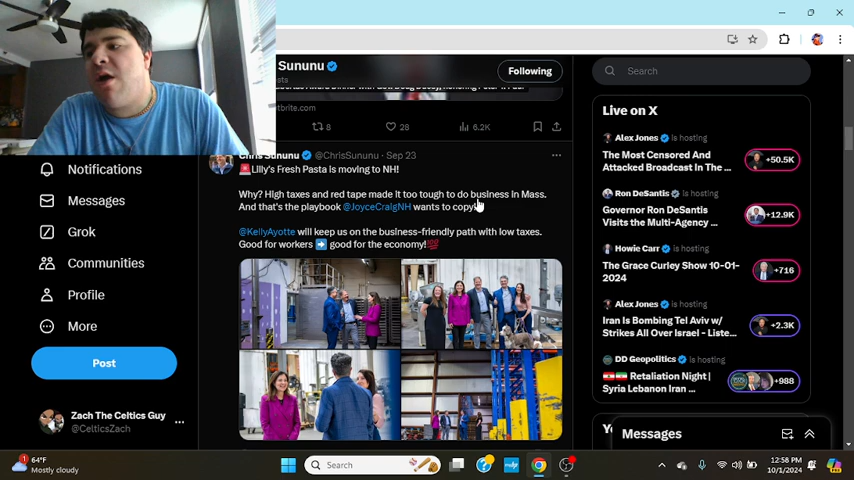 Sununu
Following
Search
28
6.2K
Chris Sununu @ChrisSununu · Sep 23
Lilly's Fresh Pasta is moving to NH!
Why? High taxes and red tape made it too tough to do business in Mass.
And that's the playbook @JoyceCraigNH wants to copy.
@KellyAyotte will keep us on the business-friendly path with low taxes.
Good for workers ➡️ good for the economy!💯
Notifications
Messages
Grok
Communities
Profile
More
Post
Zach The Celtics Guy
@CelticsZach
Live on X
Alex Jones is hosting
The Most Censored And
Attacked Broadcast In The ...
+50.5K
Ron DeSantis is hosting
Governor Ron DeSantis
Visits the Multi-Agency ...
+12.9K
Howie Carr is hosting
The Grace Curley Show 10-01-
2024
+716
Alex Jones is hosting
Iran Is Bombing Tel Aviv w/
Strikes All Over Israel - Liste...
+2.3K
DD Geopolitics is hosting
Retaliation Night |
Syria Lebanon Iran ...
+988
Messages
1
64°F
Mostly cloudy
Search
12:58 PM
10/1/2024